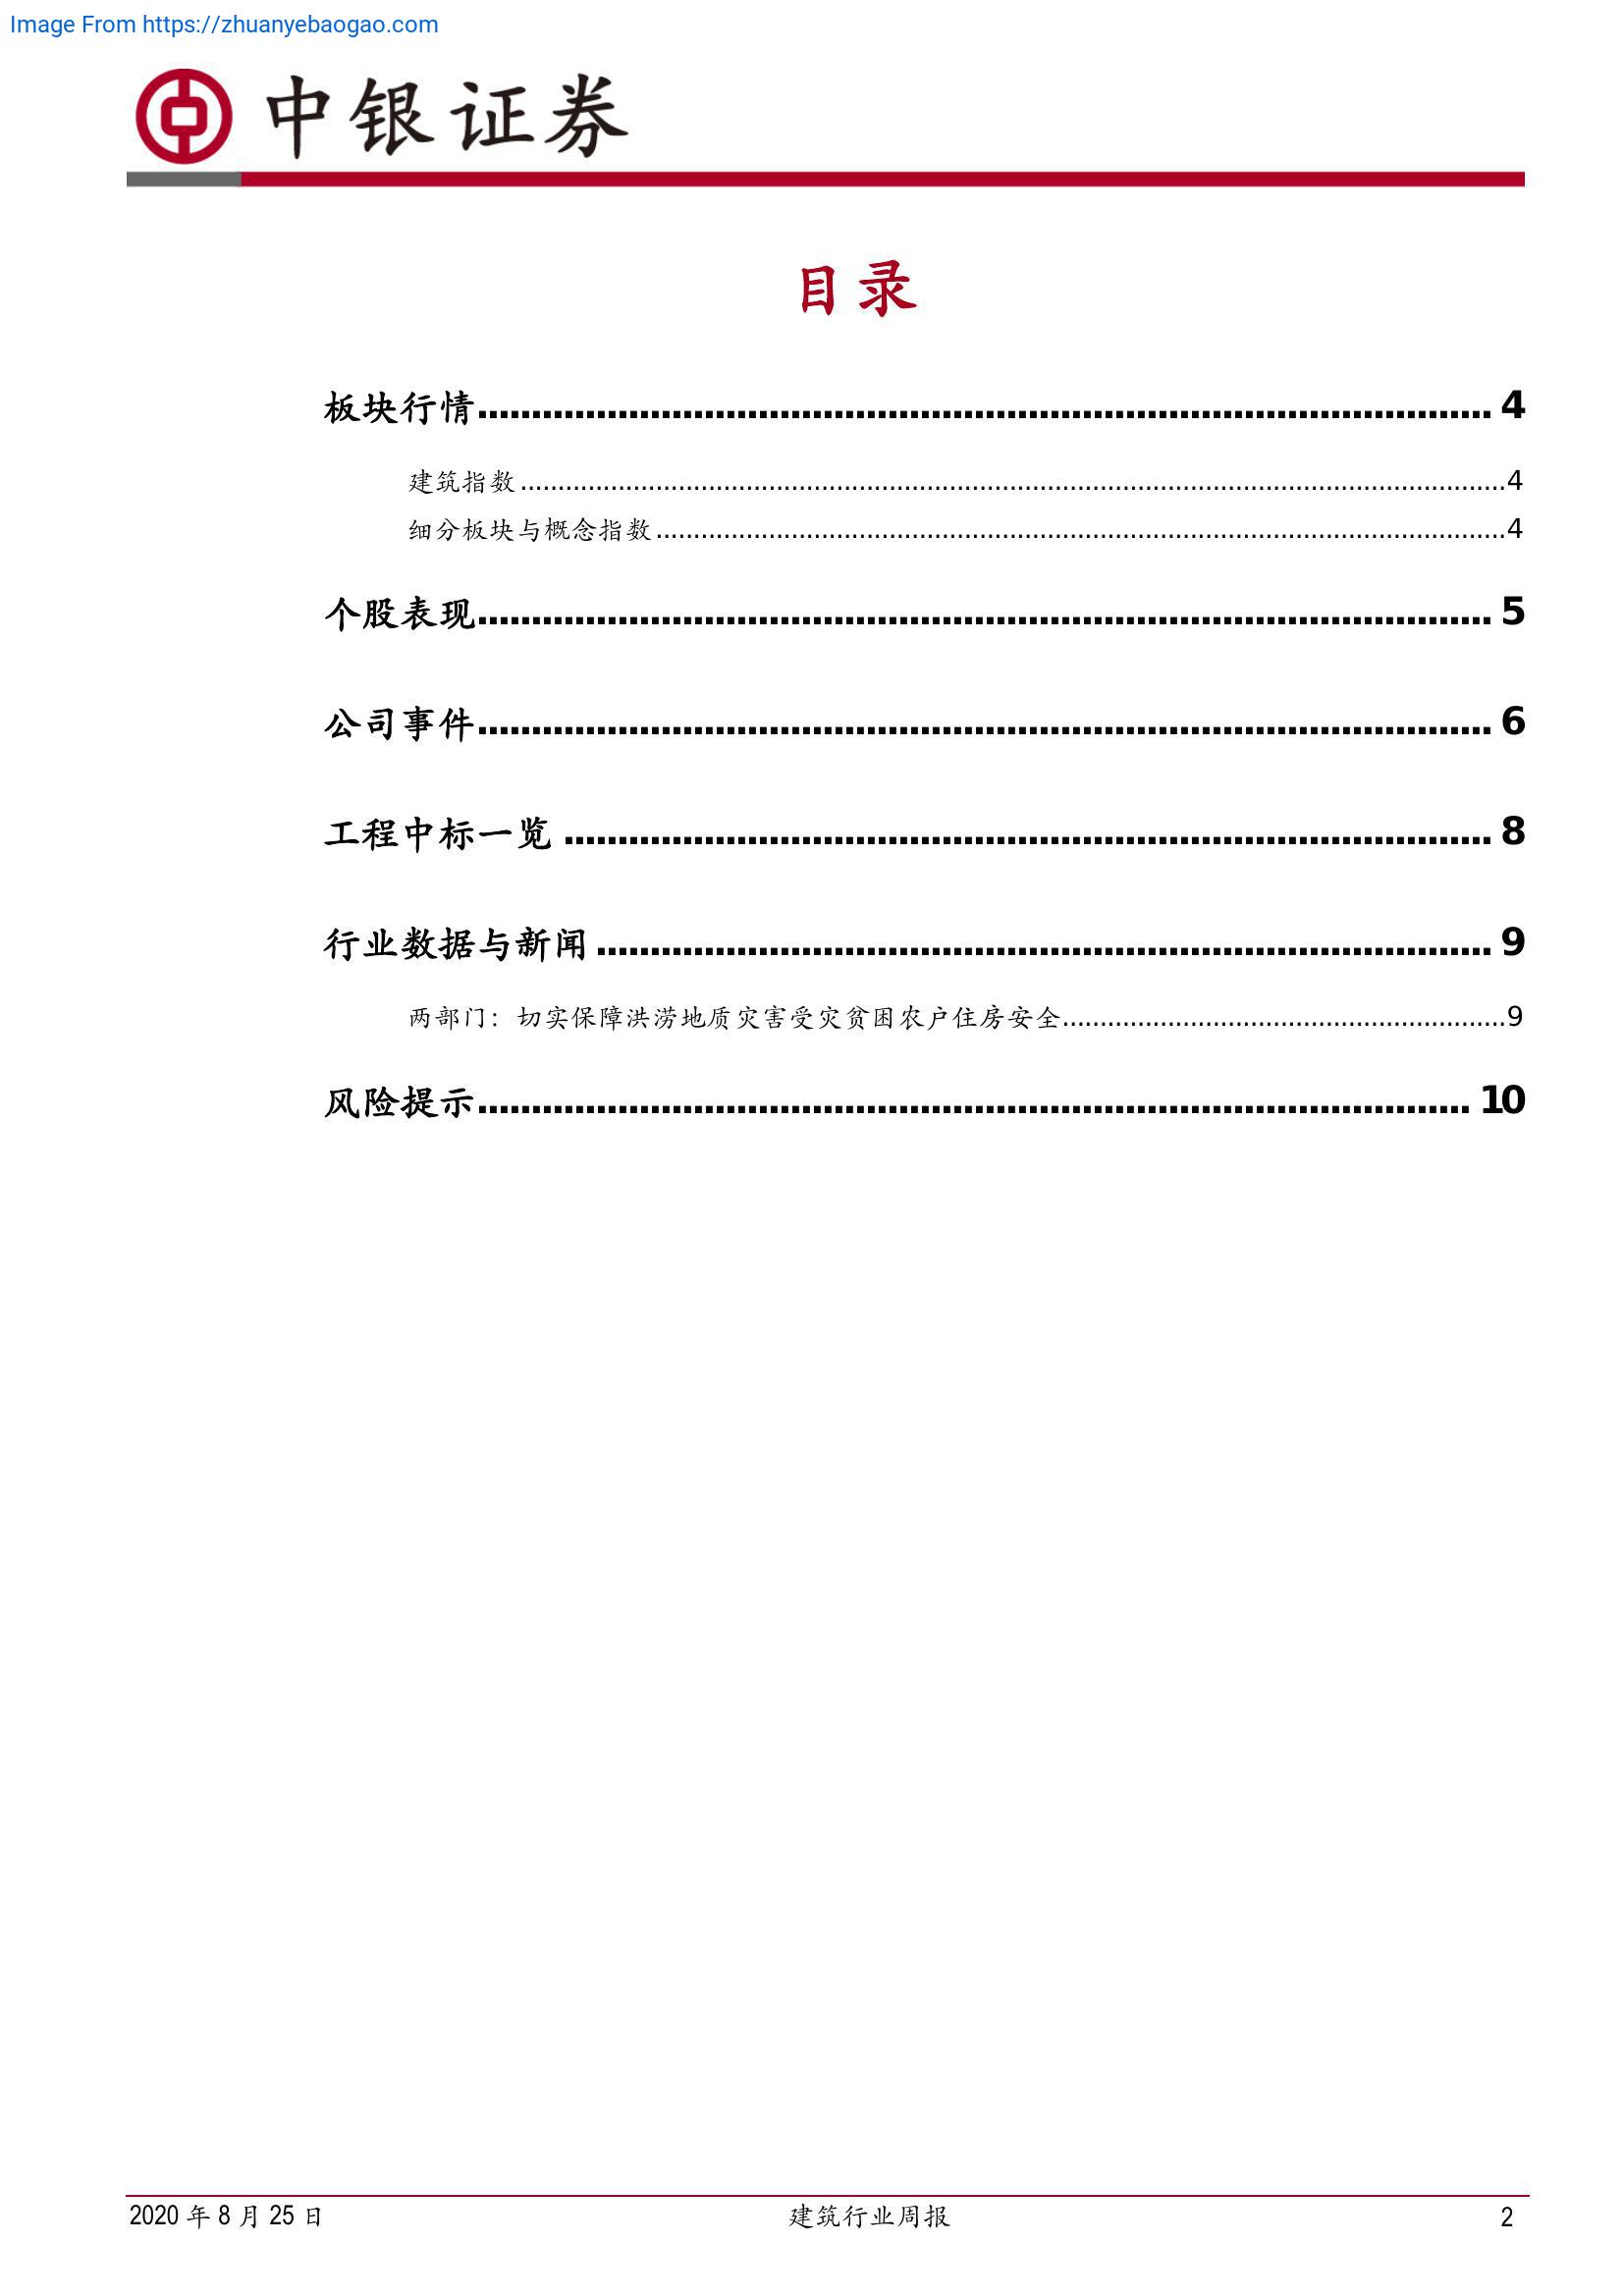 Image From https://zhuanyebaogao.com
中银证券
目录
板块行情 4
建筑指数 4
细分板块与概念指数 4
个股表现 5
公司事件 6
工程中标一览 8
行业数据与新闻 9
两部门：切实保障洪涝地质灾害受灾贫困农户住房安全 9
风险提示 10
2020 年 8 月 25 日 建筑行业周报 2